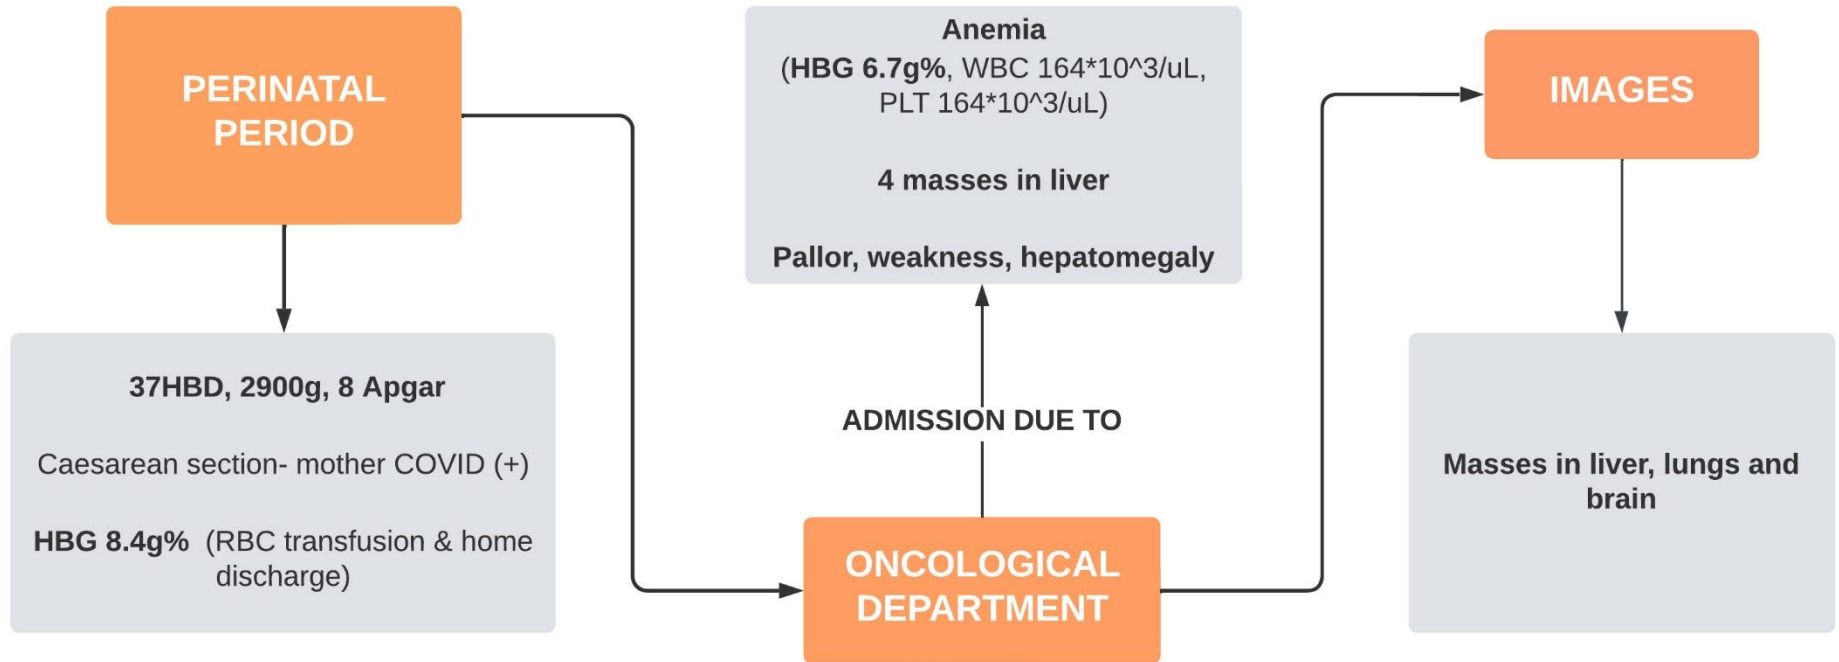 PERINATAL
PERIOD
37HBD, 2900g, 8 Apgar
Caesarean section- mother COVID (+)
HBG 8.4g% (RBC transfusion & home
discharge)
Anemia
(HBG 6.7g%, WBC 164*10^3/uL,
PLT 164*10^3/uL)
4 masses in liver
Pallor, weakness, hepatomegaly
ADMISSION DUE TO
ONCOLOGICAL
DEPARTMENT
IMAGES
Masses in liver, lungs and
brain